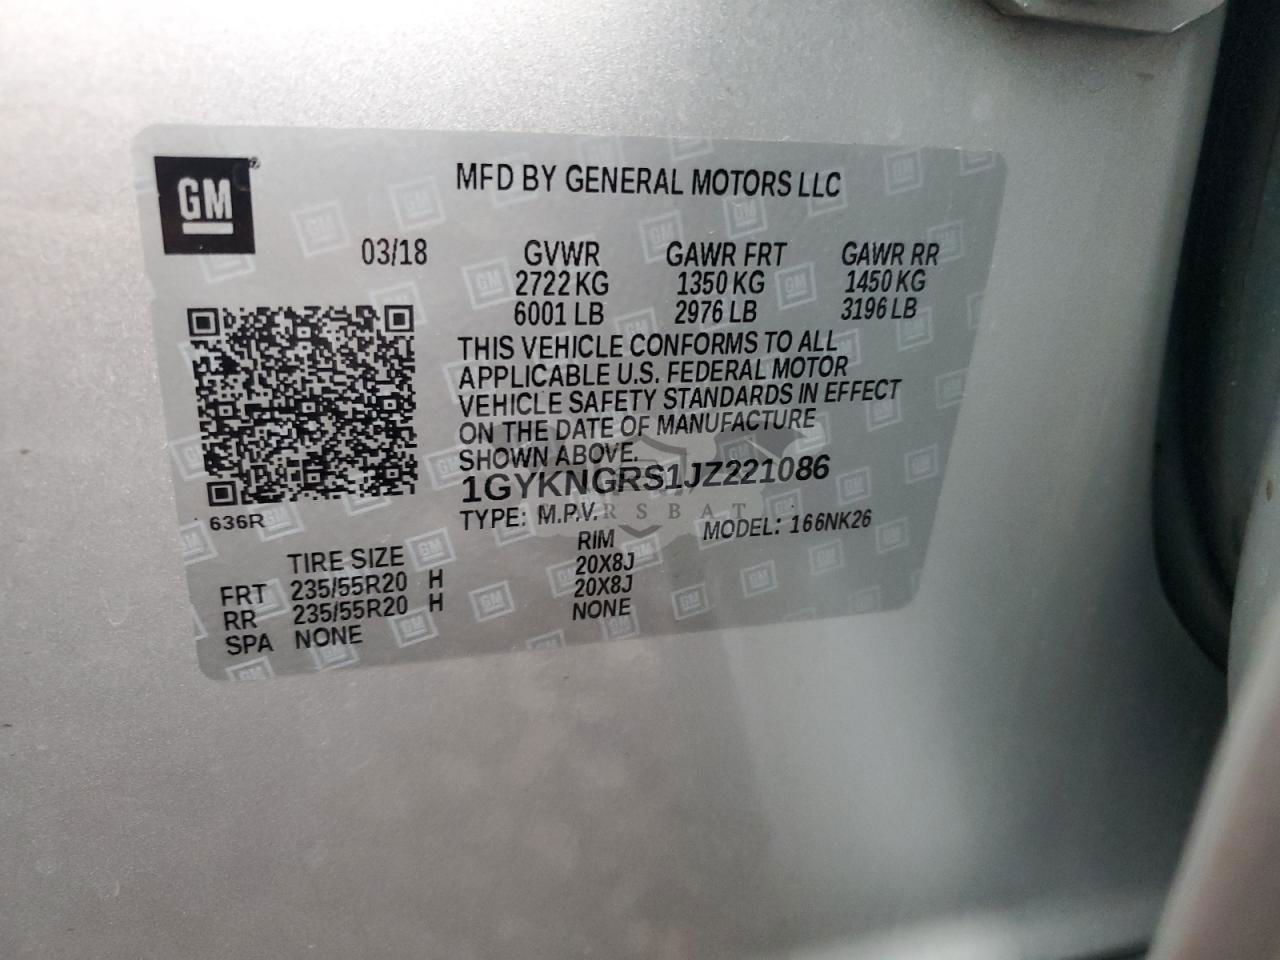 GM®
MFD BY GENERAL MOTORS LLC
03/18 GVWR GAWR FRT GAWR RR
2722 KG 1350 KG 1450 KG
6001 LB 2976 LB 3196 LB
THIS VEHICLE CONFORMS TO ALL
APPLICABLE U.S. FEDERAL MOTOR
VEHICLE SAFETY STANDARDS IN EFFECT
ON THE DATE OF MANUFACTURE
SHOWN ABOVE.
1GYKNGRS1JZ221086
TYPE: M.P.V. MODEL: 166NK26
636R
TIRE SIZE RIM
FRT 235/55R20 H 20X8J
RR 235/55R20 H 20X8J
SPA NONE NONE